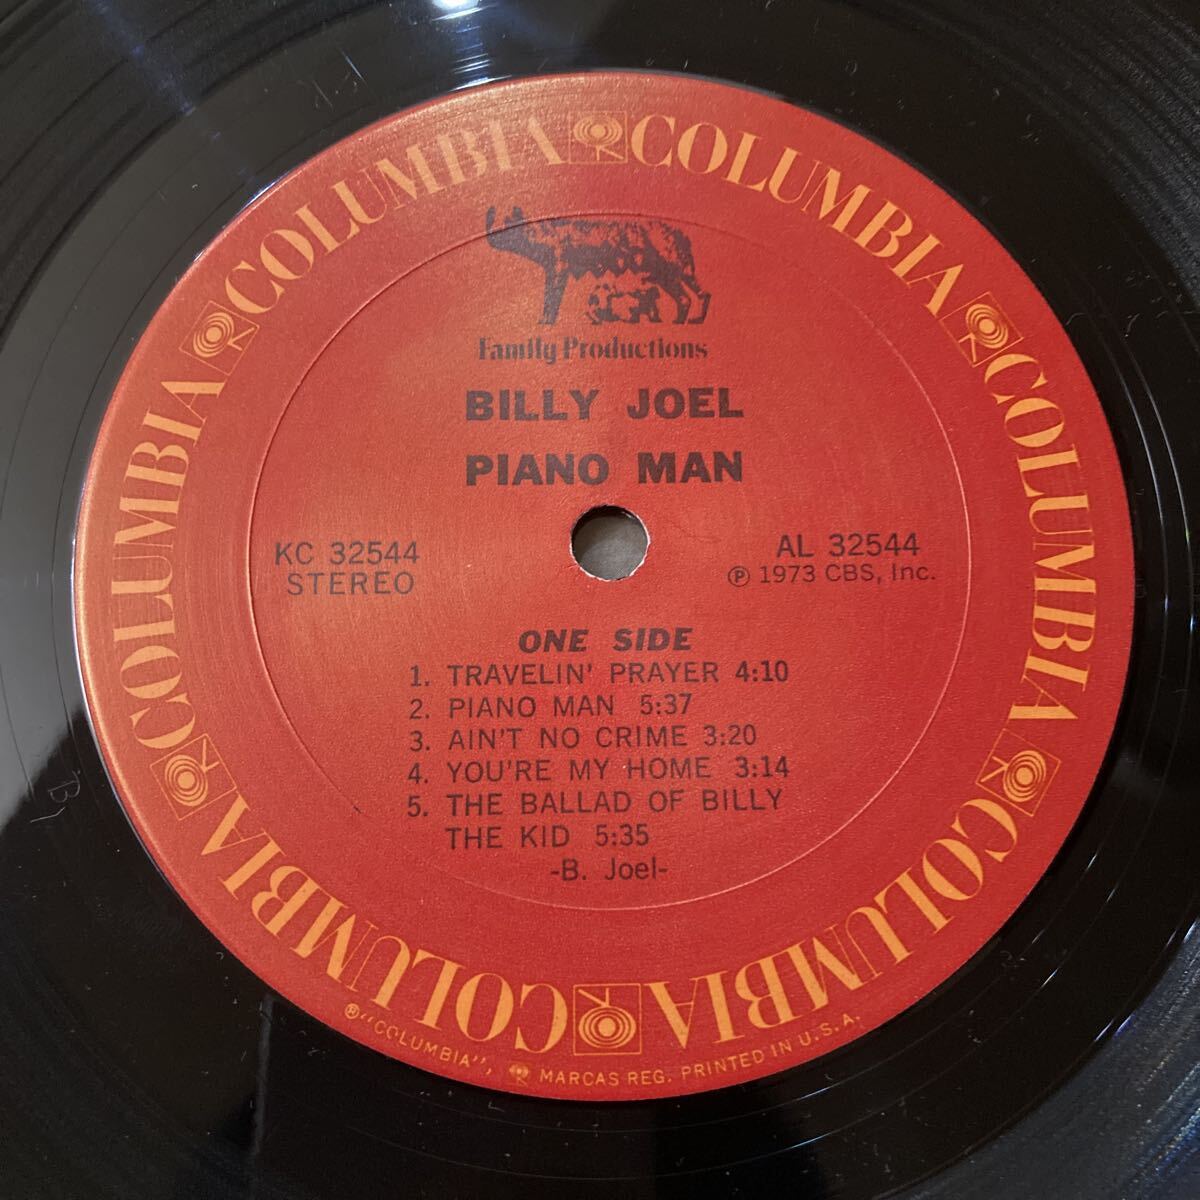 COLUMBIA COLUMBIA COLUMBIA COLUMBIA COLUMBIA COLUMBIA COLUMBIA COLUMBIA
Family Productions
BILLY JOEL
PIANO MAN
KC 32544
STEREO
AL 32544
℗ 1973 CBS, Inc.
ONE SIDE
1. TRAVELIN' PRAYER 4:10
2. PIANO MAN 5:37
3. AIN'T NO CRIME 3:20
4. YOU'RE MY HOME 3:14
5. THE BALLAD OF BILLY
THE KID 5:35
-B. Joel-
®"COLUMBIA", MARCAS REG. PRINTED IN U.S.A.